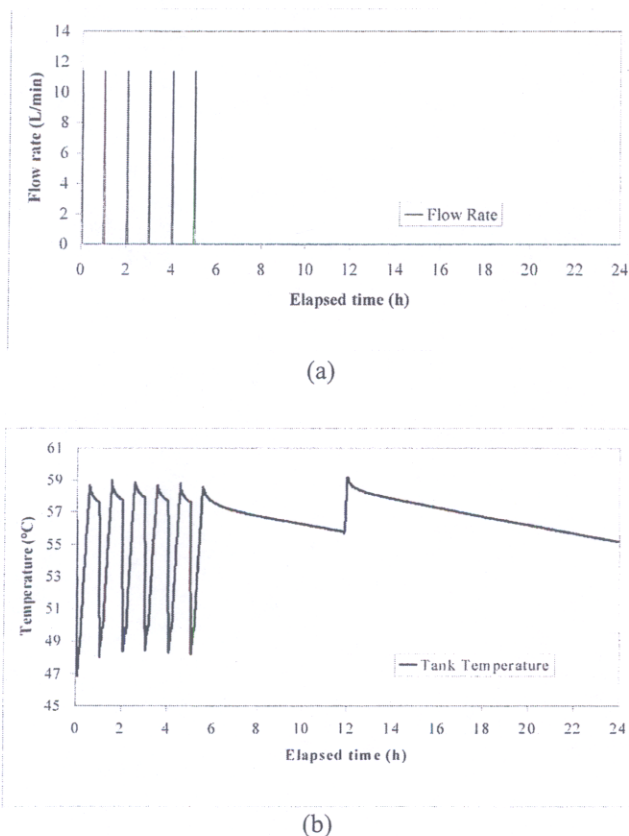 14
12
10
8
6
4
2
0
Flow rate (L/min)
Flow Rate
0 2 4 6 8 10 12 14 16 18 20 22 24
Elapsed time (h)
(a)
61
59
57
55
53
51
49
47
45
Temperature (°C)
Tank Temperature
0 2 4 6 8 10 12 14 16 18 20 22 24
Elapsed time (h)
(b)